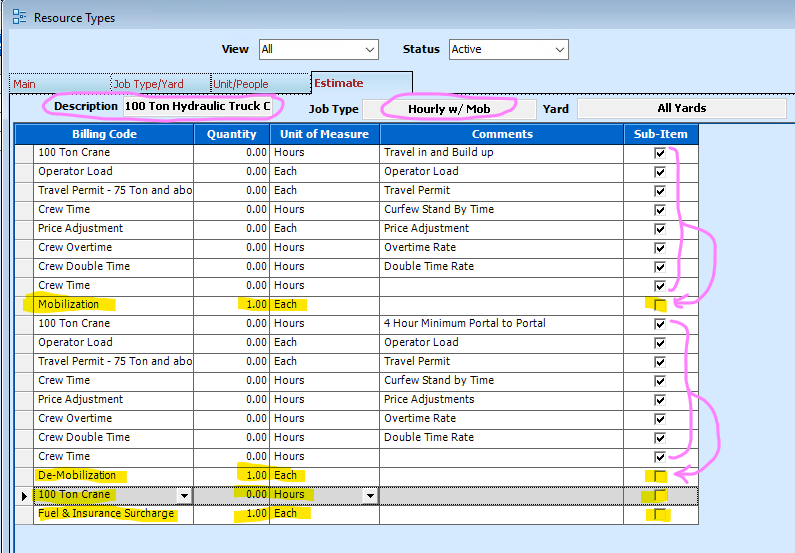 Resource Types
View All Status Active
Main Job Type/Yard Unit/People Estimate
Description 100 Ton Hydraulic Truck C Job Type Hourly w/ Mob Yard All Yards
Billing Code Quantity Unit of Measure Comments Sub-Item
100 Ton Crane 0.00 Hours Travel in and Build up
Operator Load 0.00 Each Operator Load
Travel Permit - 75 Ton and abo 0.00 Each Travel Permit
Crew Time 0.00 Hours Curfew Stand By Time
Price Adjustment 0.00 Each Price Adjustment
Crew Overtime 0.00 Hours Overtime Rate
Crew Double Time 0.00 Hours Double Time Rate
Crew Time 0.00 Hours
Mobilization 1.00 Each
100 Ton Crane 0.00 Hours 4 Hour Minimum Portal to Portal
Operator Load 0.00 Each Operator Load
Travel Permit - 75 Ton and abo 0.00 Each Travel Permit
Crew Time 0.00 Hours Curfew Stand by Time
Price Adjustment 0.00 Hours Price Adjustments
Crew Overtime 0.00 Hours Overtime Rate
Crew Double Time 0.00 Hours Double Time Rate
Crew Time 0.00 Hours
De-Mobilization 1.00 Each
100 Ton Crane 0.00 Hours
Fuel & Insurance Surcharge 1.00 Each